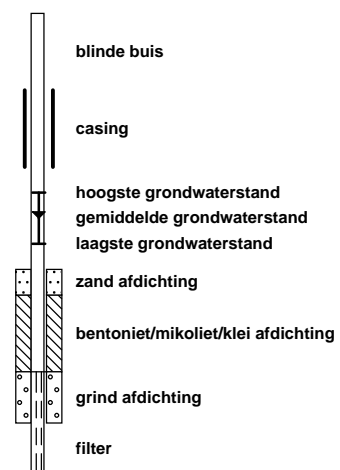 blinde buis
casing
hoogste grondwaterstand
gemiddelde grondwaterstand
laagste grondwaterstand
zand afdichting
bentoniet/mikoliet/klei afdichting
grind afdichting
filter